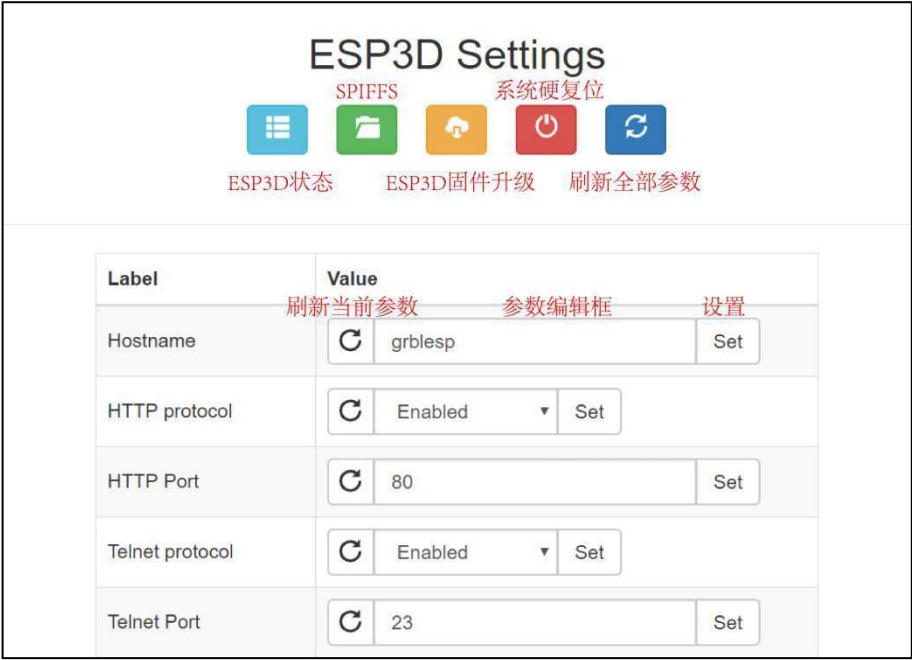 ESP3D Settings
SPIFFS 系统硬复位
ESP3D状态 ESP3D固件升级 刷新全部参数
Label Value
刷新当前参数 参数编辑框 设置
Hostname grblesp Set
HTTP protocol Enabled Set
HTTP Port 80 Set
Telnet protocol Enabled Set
Telnet Port 23 Set